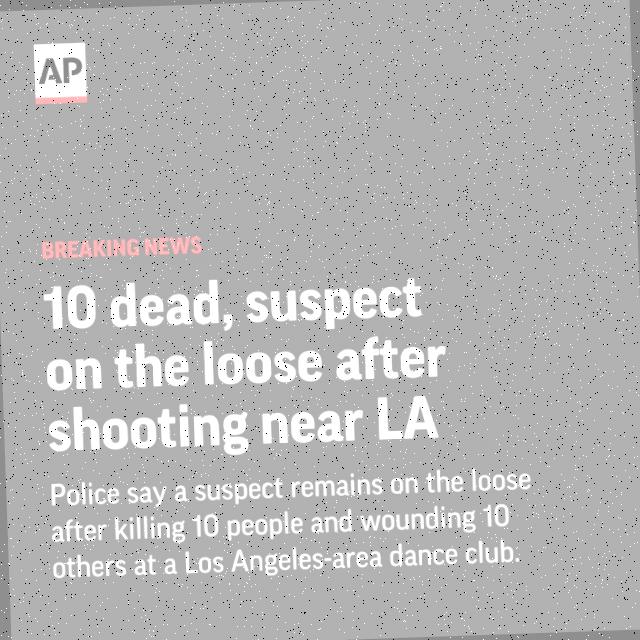 AP
BREAKING NEWS
10 dead, suspect
on the loose after
shooting near LA
Police say a suspect remains on the loose
after killing 10 people and wounding 10
others at a Los Angeles-area dance club.